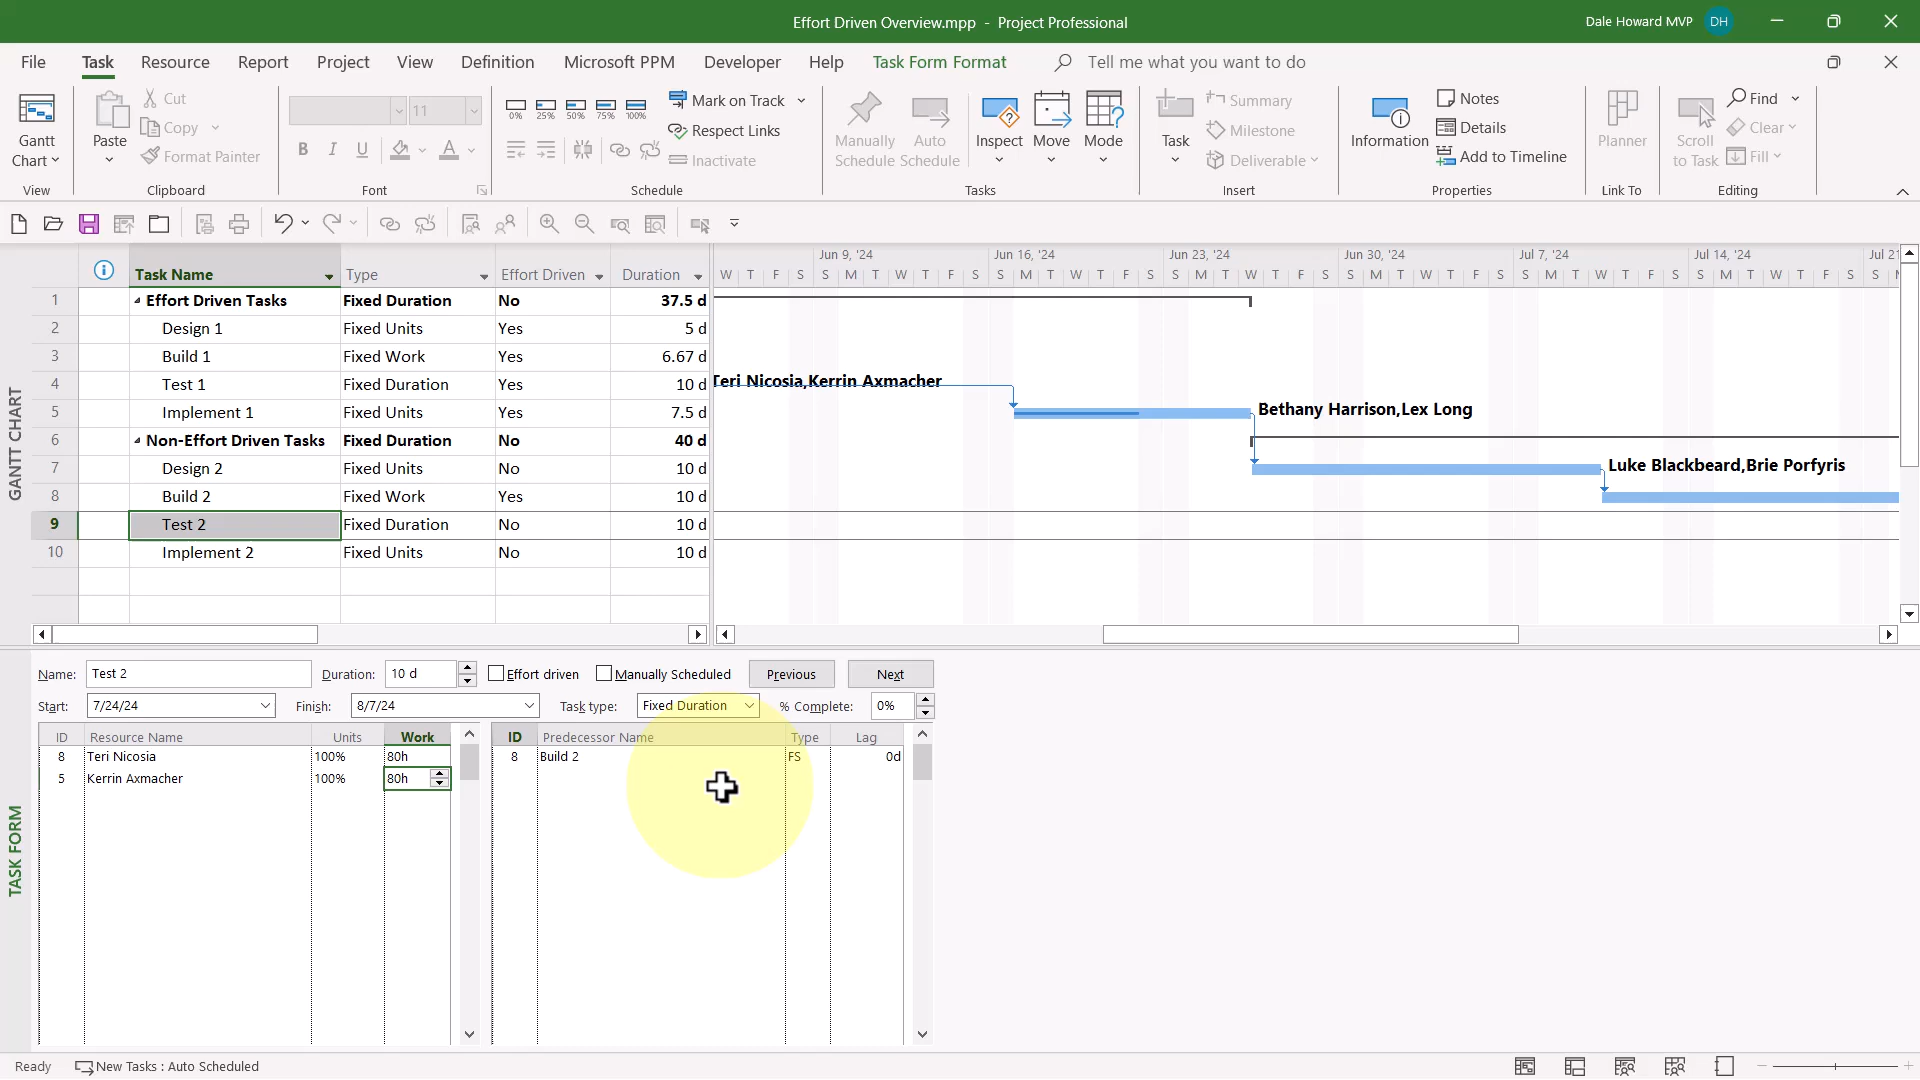 Effort Driven Overview.mpp - Project Professional
Dale Howard MVP DH
File Task Resource Report Project View Definition Microsoft PPM Developer Help Task Form Format Tell me what you want to do
Gantt Chart
View
Paste
Cut
Copy
Format Painter
Clipboard
11
B I U A
Font
0% 25% 50% 75% 100%
Mark on Track
Respect Links
Inactivate
Schedule
Manually Schedule
Auto Schedule
Inspect
Move
Mode
Tasks
Task
Summary
Milestone
Deliverable
Insert
Information
Notes
Details
Add to Timeline
Properties
Planner
Link To
Scroll to Task
Find
Clear
Fill
Editing
GANTT CHART
Task Name Type Effort Driven Duration
1 Effort Driven Tasks Fixed Duration No 37.5 d
2 Design 1 Fixed Units Yes 5 d
3 Build 1 Fixed Work Yes 6.67 d
4 Test 1 Fixed Duration Yes 10 d
5 Implement 1 Fixed Units Yes 7.5 d
6 Non-Effort Driven Tasks Fixed Duration No 40 d
7 Design 2 Fixed Units No 10 d
8 Build 2 Fixed Work Yes 10 d
9 Test 2 Fixed Duration No 10 d
10 Implement 2 Fixed Units No 10 d
Jun 9, '24 Jun 16, '24 Jun 23, '24 Jun 30, '24 Jul 7, '24 Jul 14, '24 Jul 21
W T F S S M T W T F S S M T W T F S S M T W T F S S M T W T F S S M T W T F S S M T W T F S S M
Teri Nicosia,Kerrin Axmacher
Bethany Harrison,Lex Long
Luke Blackbeard,Brie Porfyris
TASK FORM
Name: Test 2 Duration: 10 d Effort driven Manually Scheduled Previous Next
Start: 7/24/24 Finish: 8/7/24 Task type: Fixed Duration % Complete: 0%
ID Resource Name Units Work
8 Teri Nicosia 100% 80h
5 Kerrin Axmacher 100% 80h
ID Predecessor Name Type Lag
8 Build 2 FS 0d
Ready New Tasks : Auto Scheduled